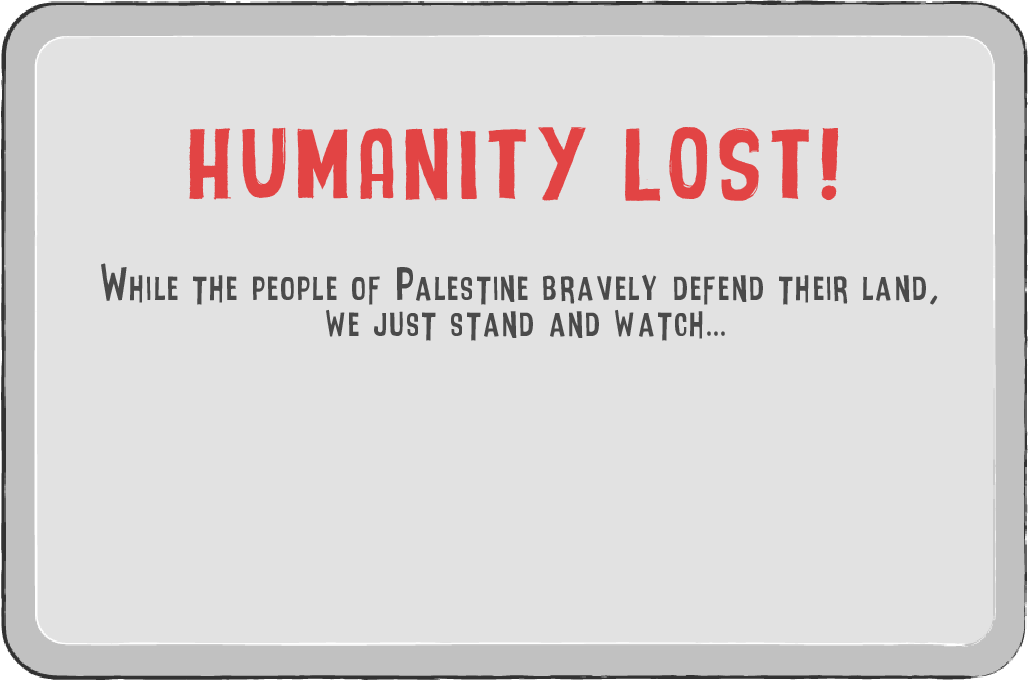 HUMANITY LOST!
WHILE THE PEOPLE OF PALESTINE BRAVELY DEFEND THEIR LAND,
WE JUST STAND AND WATCH...